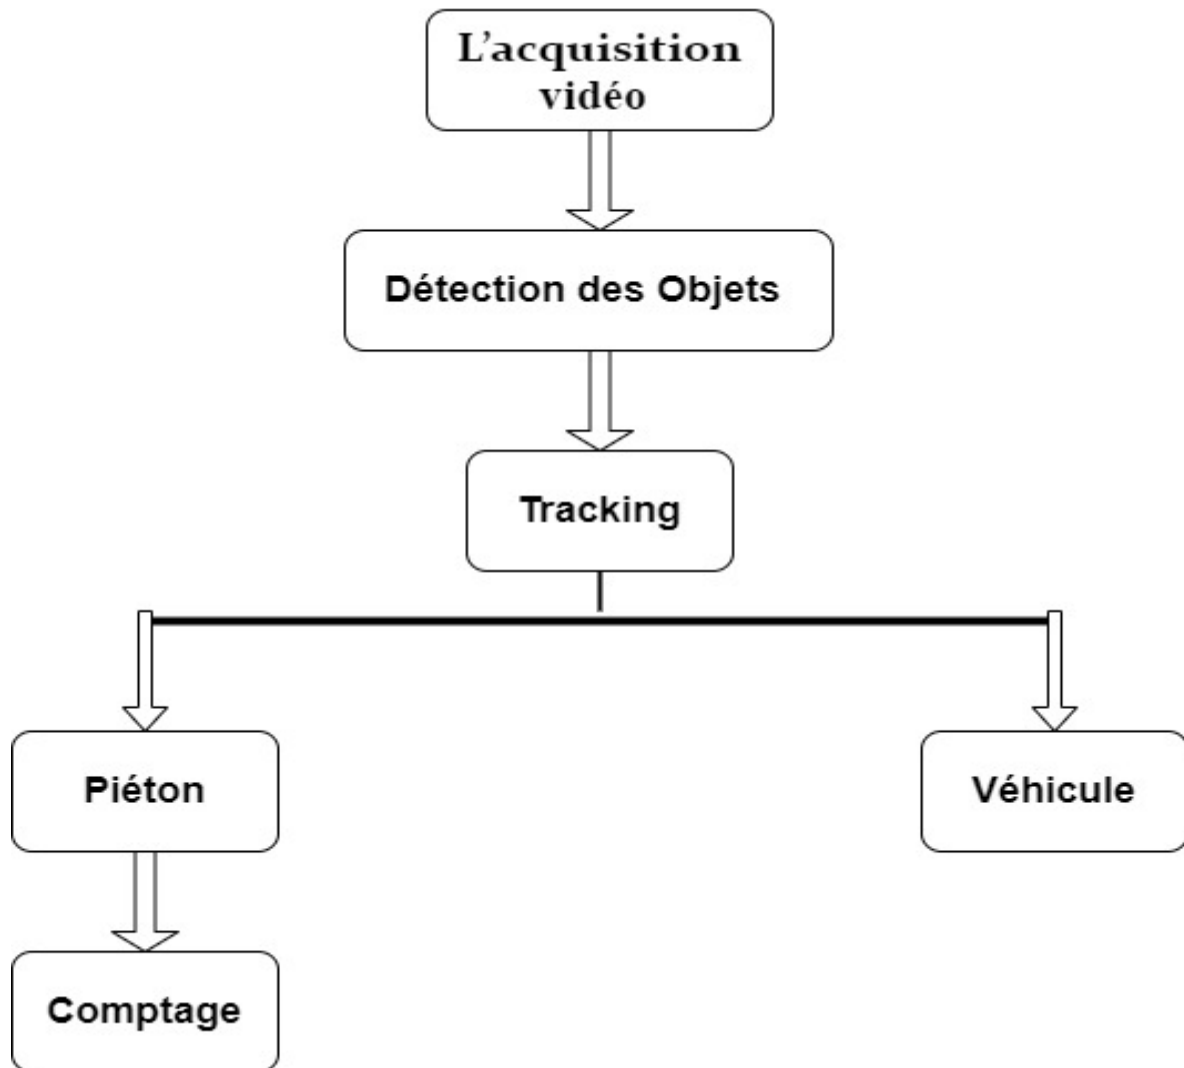 L’acquisition
vidéo
Détection des Objets
Tracking
Piéton
Véhicule
Comptage